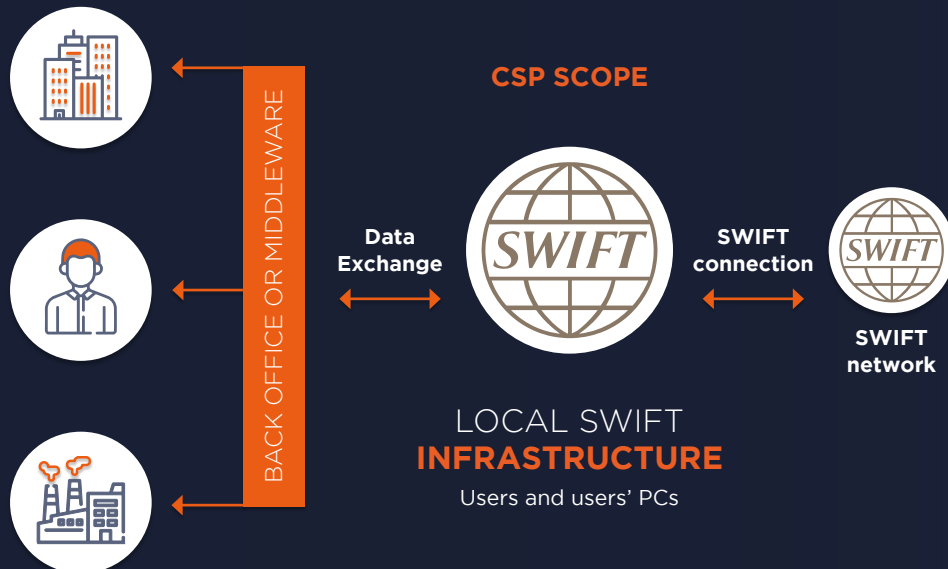 CSP SCOPE
BACK OFFICE OR MIDDLEWARE
Data
Exchange
SWIFT
SWIFT
connection
SWIFT
SWIFT
network
LOCAL SWIFT
INFRASTRUCTURE
Users and users’ PCs